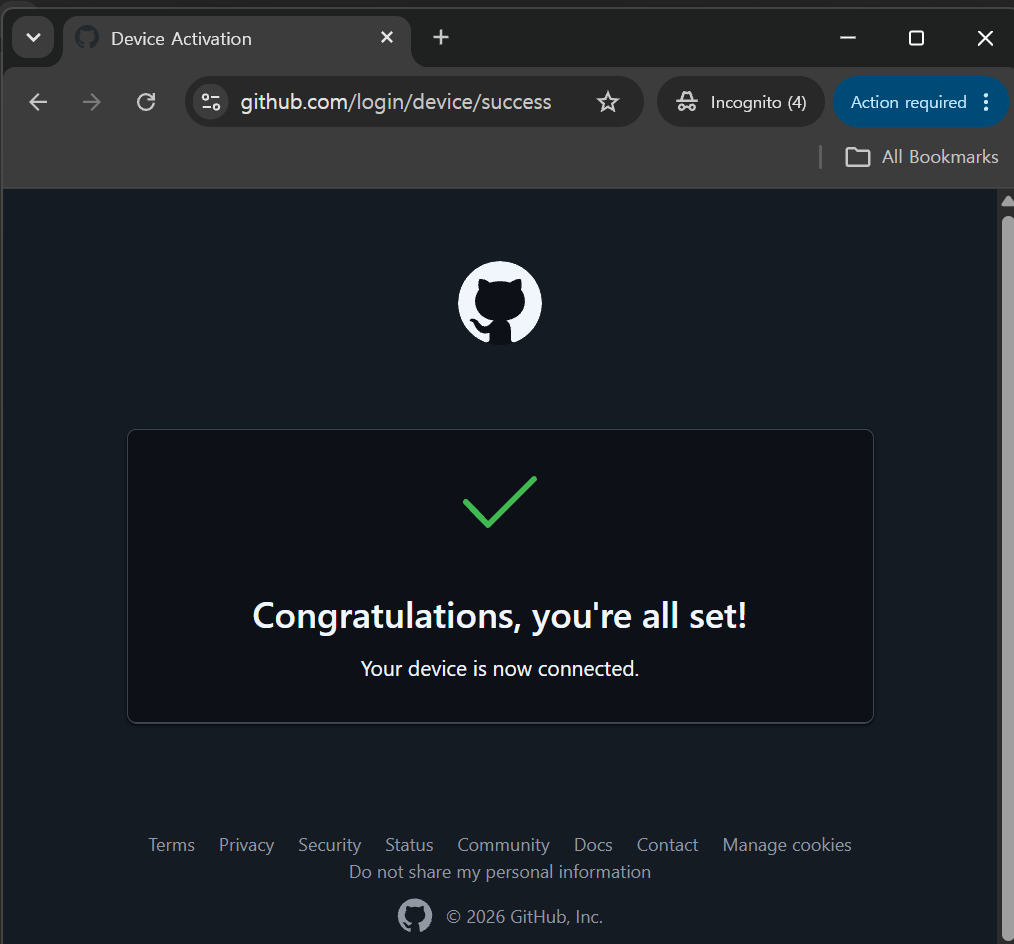 Device Activation
github.com/login/device/success
Incognito (4)
Action required
All Bookmarks
Congratulations, you're all set!
Your device is now connected.
Terms Privacy Security Status Community Docs Contact Manage cookies
Do not share my personal information
© 2026 GitHub, Inc.